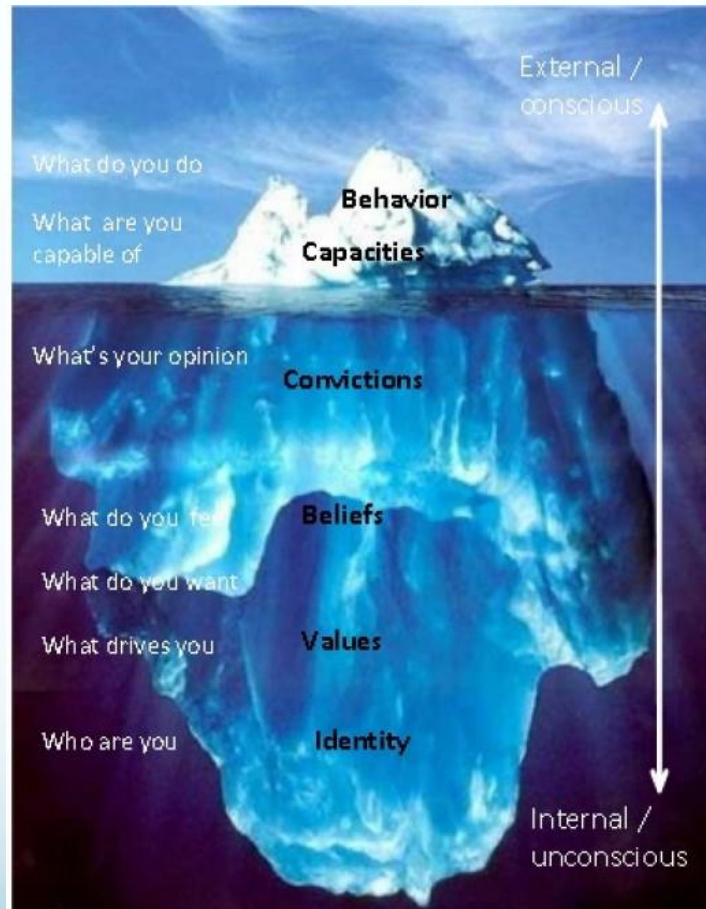 External /
conscious
What do you do
Behavior
What are you
capable of
Capacities
What's your opinion
Convictions
What do you feel
Beliefs
What do you want
What drives you
Values
Who are you
Identity
Internal /
unconscious